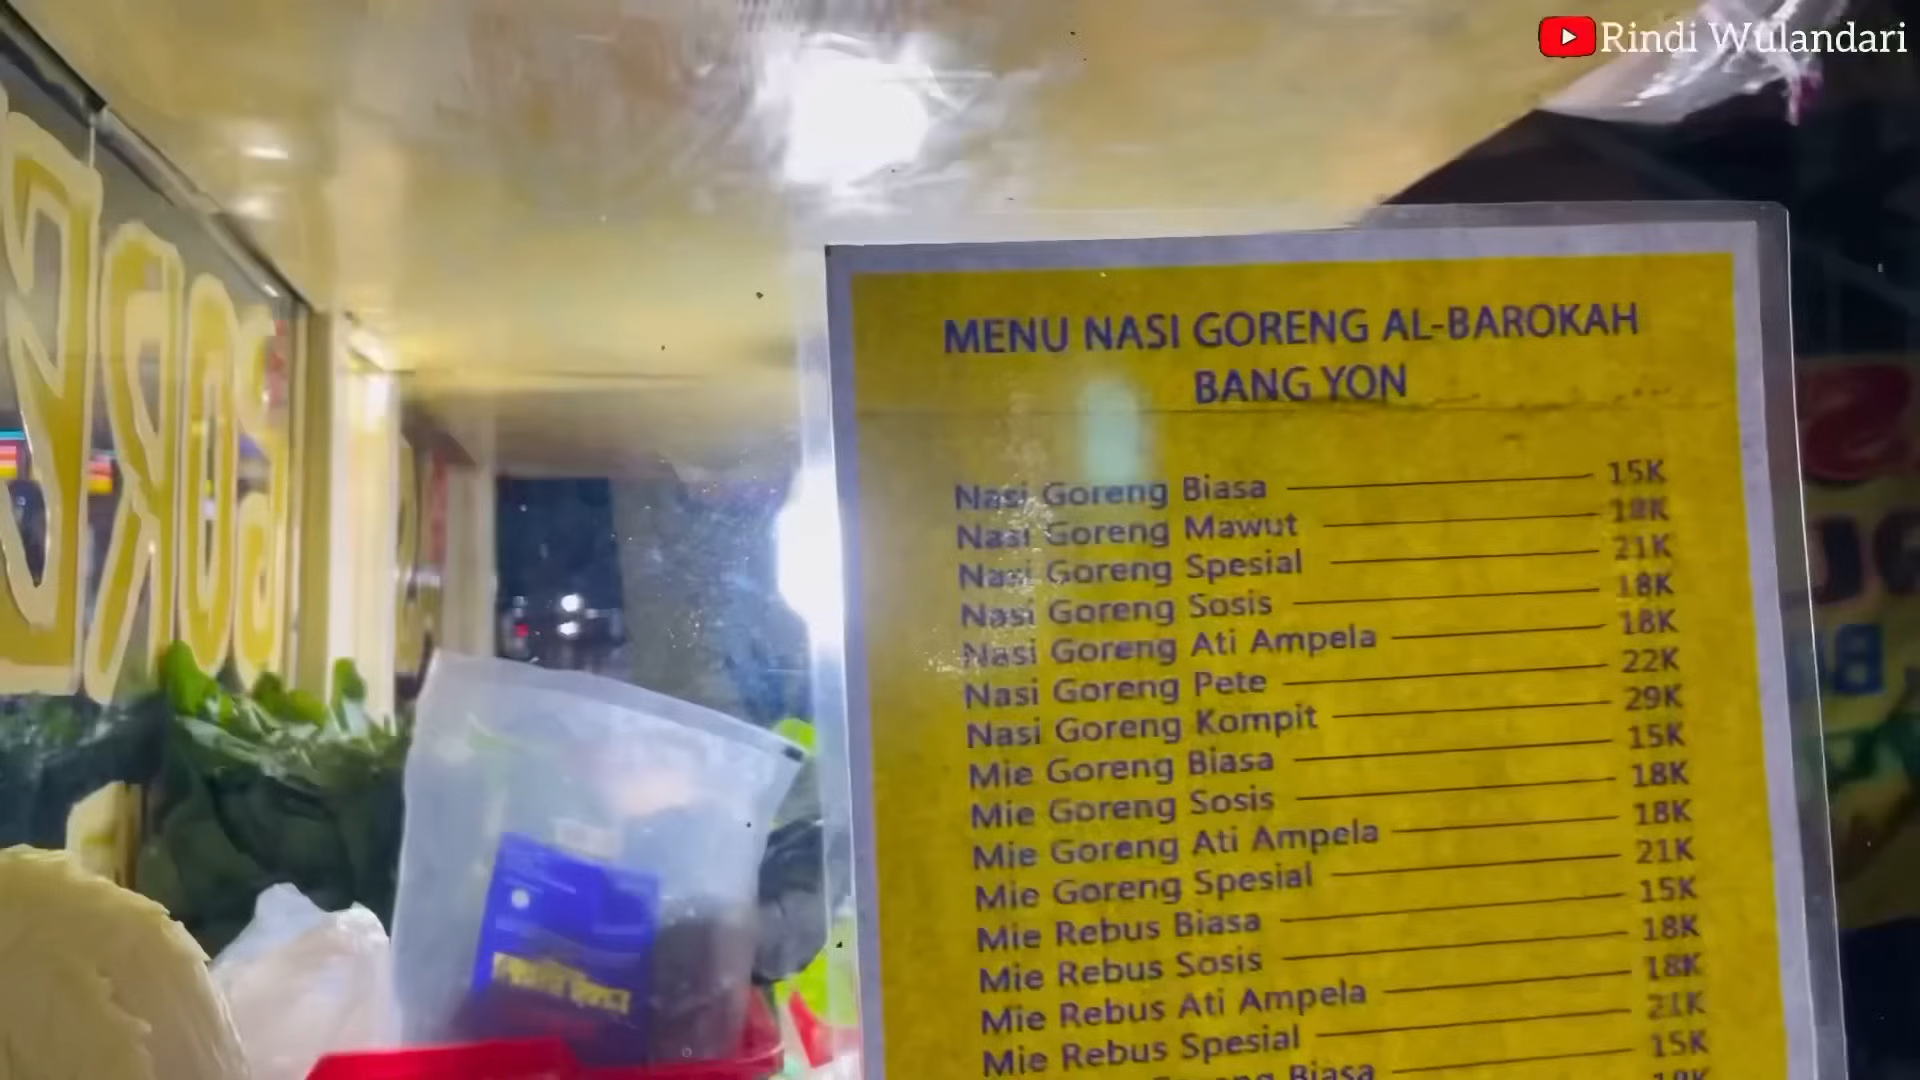 Rindi Wulandari
MENU NASI GORENG AL-BAROKAH
BANG YON
Nasi Goreng Biasa 15K
Nasi Goreng Mawut 18K
Nasi Goreng Spesial 21K
Nasi Goreng Sosis 18K
Nasi Goreng Ati Ampela 18K
Nasi Goreng Pete 22K
Nasi Goreng Kompit 29K
Mie Goreng Biasa 15K
Mie Goreng Sosis 18K
Mie Goreng Ati Ampela 18K
Mie Goreng Spesial 21K
Mie Rebus Biasa 15K
Mie Rebus Sosis 18K
Mie Rebus Ati Ampela 18K
Mie Rebus Spesial 21K
Goreng Biasa 15K
18K